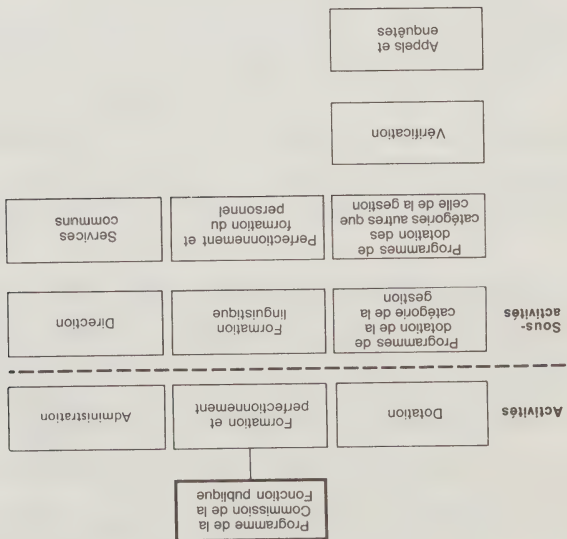 Programme de la
Commission de la
Fonction publique
Activités
Dotation
Formation et
perfectionnement
Administration
Sous-
activités
Programmes de
dotation de la
catégorie de la
gestion
Formation
linguistique
Direction
Programmes de
dotation des
catégories autres que
celle de la gestion
Perfectionnement et
formation du
personnel
Services
communs
Vérification
Appels et
enquêtes